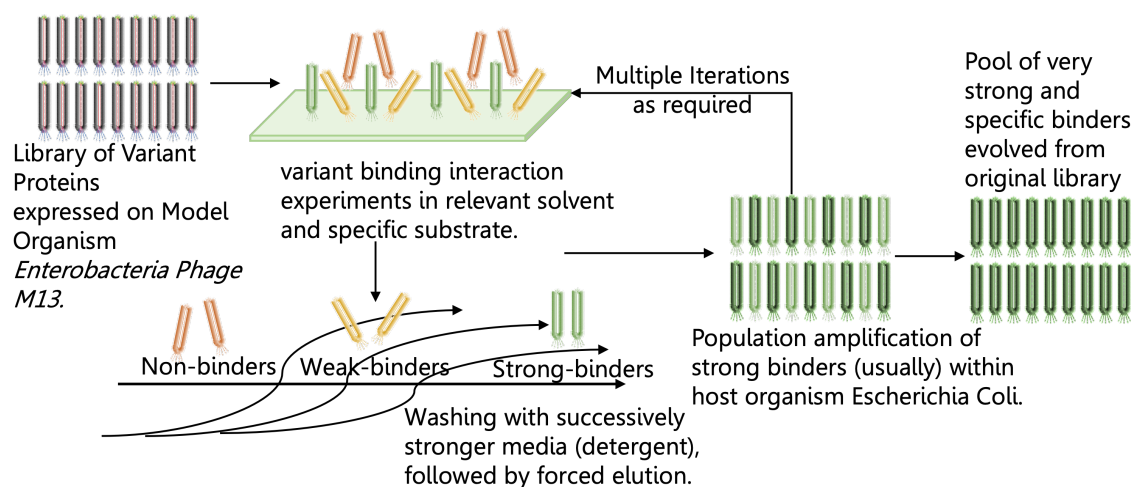 Library of Variant
Proteins
expressed on Model
Organism
Enterobacteria Phage
M13.
variant binding interaction
experiments in relevant solvent
and specific substrate.
Multiple Iterations
as required
Pool of very
strong and
specific binders
evolved from
original library
Non-binders
Weak-binders
Strong-binders
Washing with successively
stronger media (detergent),
followed by forced elution.
Population amplification of
strong binders (usually) within
host organism Escherichia Coli.